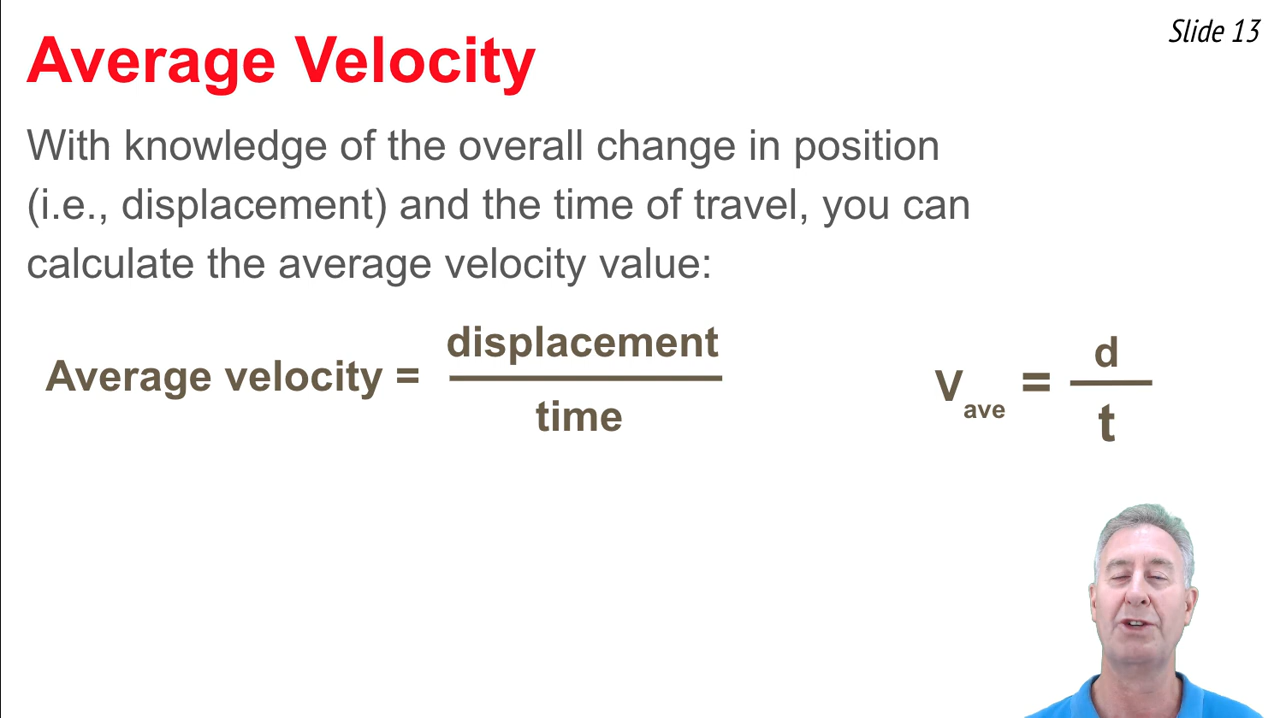 Slide 13
Average Velocity
With knowledge of the overall change in position
(i.e., displacement) and the time of travel, you can
calculate the average velocity value:
Average velocity = displacement
time
v ave = d
t